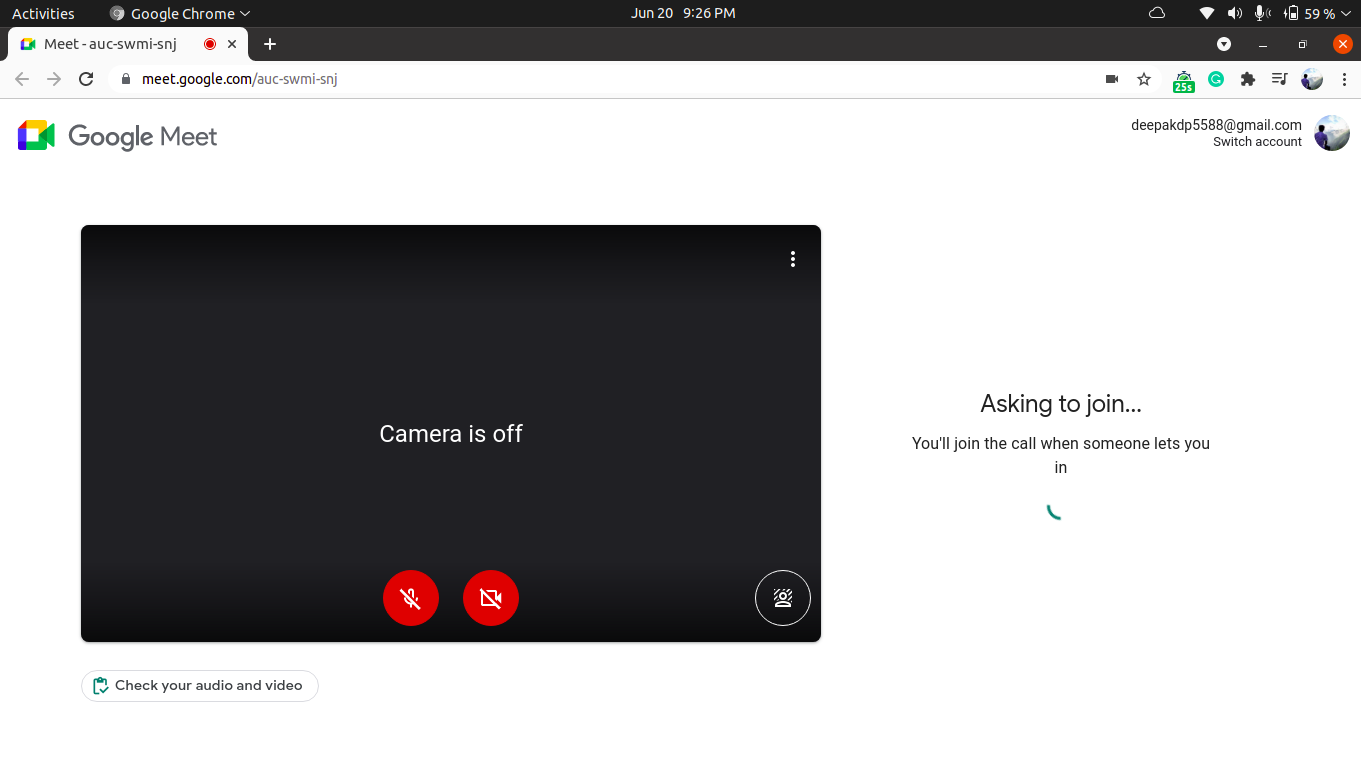 Activities
Google Chrome
Jun 20 9:26 PM
59 %
Meet - auc-swmi-snj
meet.google.com/auc-swmi-snj
25s
Google Meet
deepakdp5588@gmail.com
Switch account
Camera is off
Asking to join...
You'll join the call when someone lets you
in
Check your audio and video